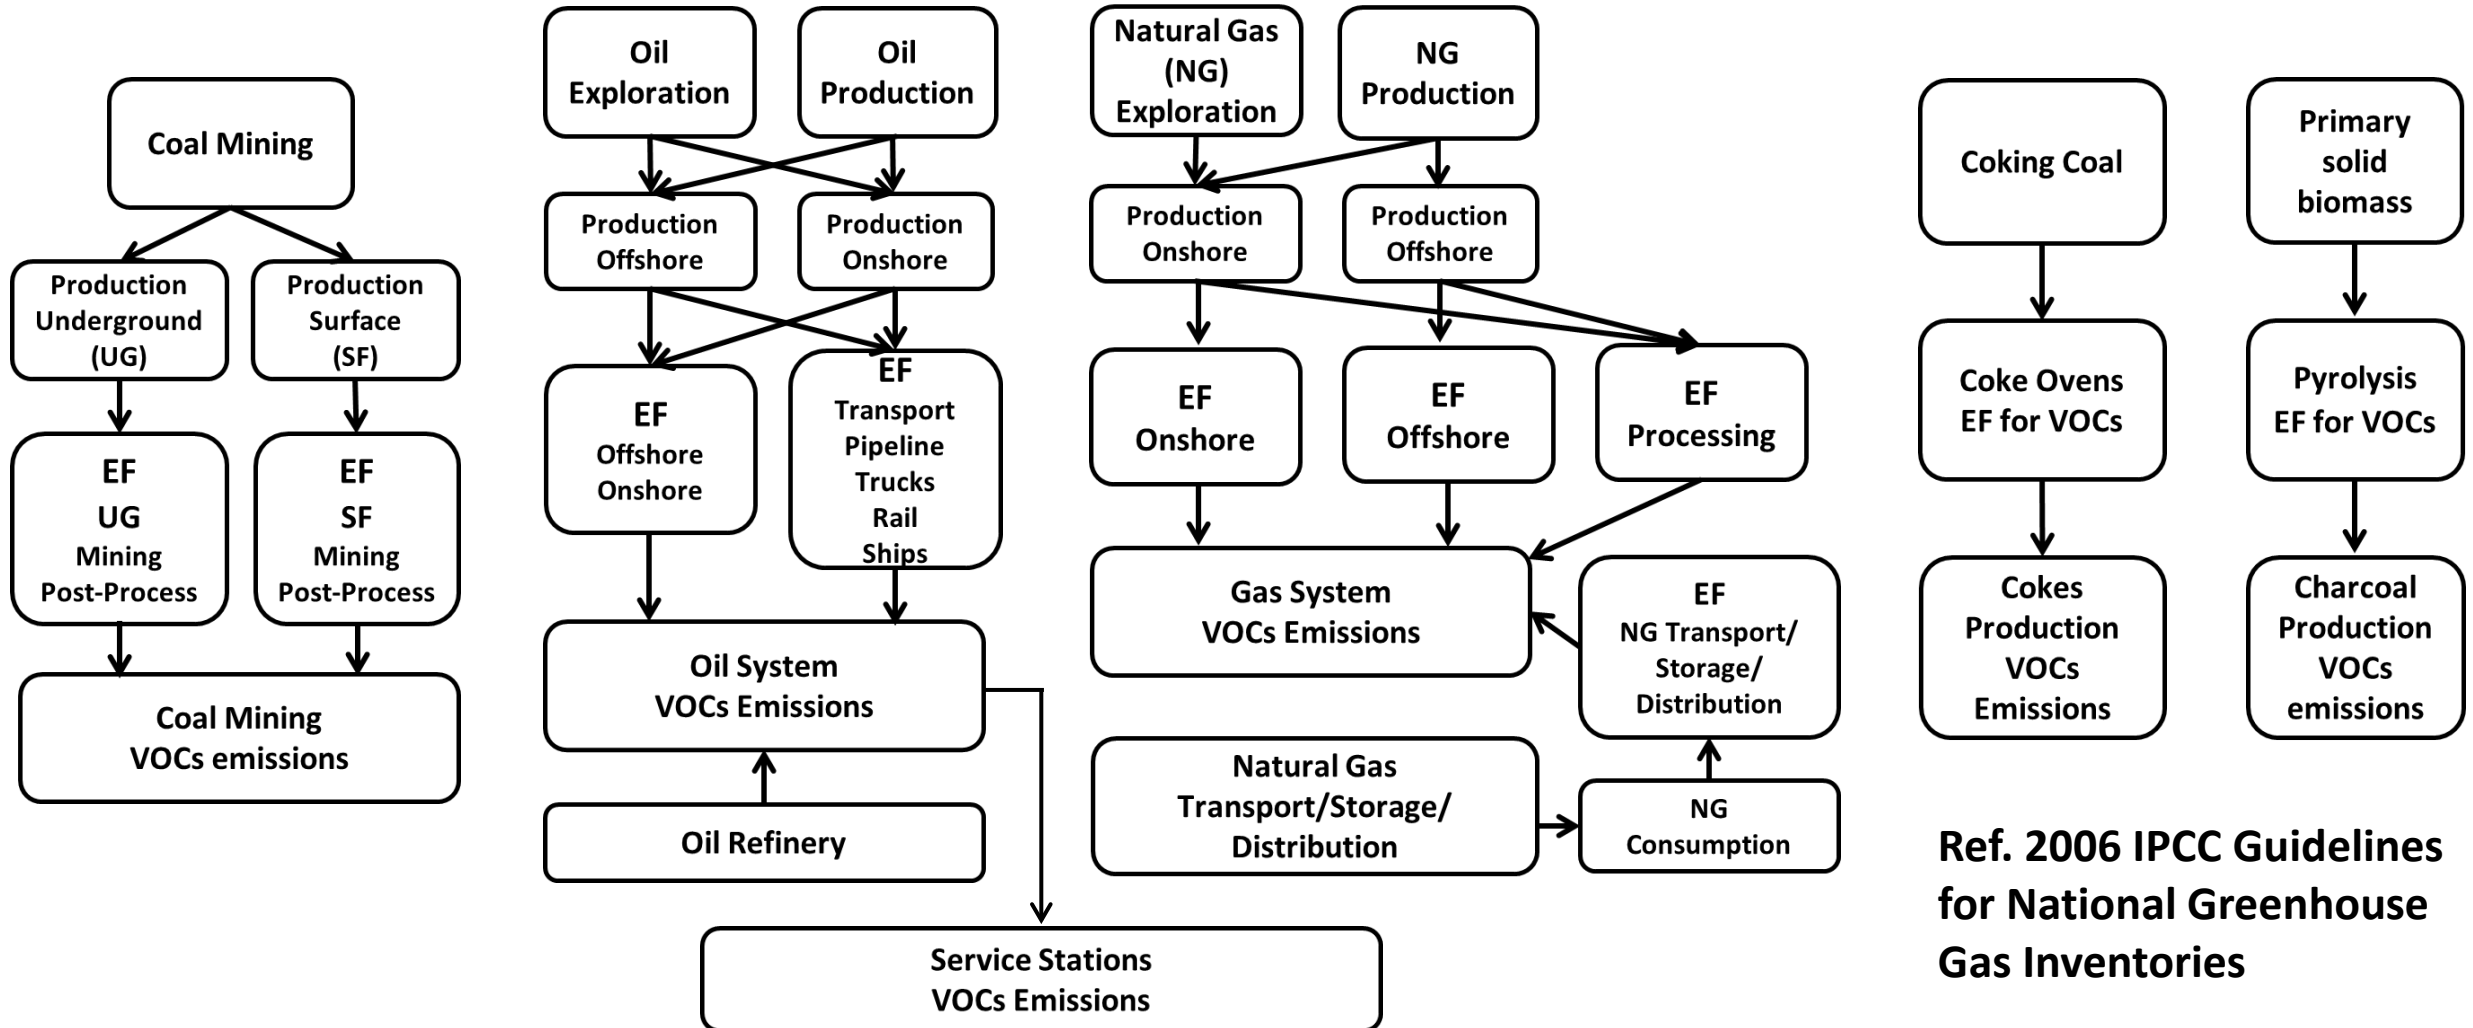 Coal Mining
Production
Underground
(UG)
Production
Surface
(SF)
EF
UG
Mining
Post-Process
EF
SF
Mining
Post-Process
Coal Mining
VOCs emissions
Oil
Exploration
Oil
Production
Production
Offshore
Production
Onshore
EF
Offshore
Onshore
EF
Transport
Pipeline
Trucks
Rail
Ships
Oil System
VOCs Emissions
Oil Refinery
Service Stations
VOCs Emissions
Natural Gas
(NG)
Exploration
NG
Production
Production
Onshore
Production
Offshore
EF
Onshore
EF
Offshore
EF
Processing
Gas System
VOCs Emissions
EF
NG Transport/
Storage/
Distribution
Natural Gas
Transport/Storage/
Distribution
NG
Consumption
Coking Coal
Coke Ovens
EF for VOCs
Cokes
Production
VOCs
Emissions
Primary
solid
biomass
Pyrolysis
EF for VOCs
Charcoal
Production
VOCs
emissions
Ref. 2006 IPCC Guidelines
for National Greenhouse
Gas Inventories